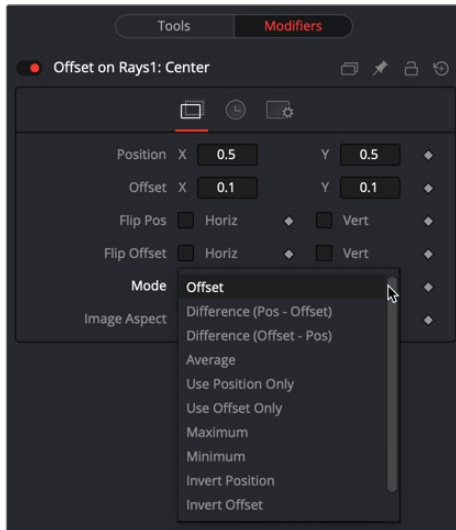 Tools Modifiers
Offset on Rays1: Center
Position X 0.5 Y 0.5
Offset X 0.1 Y 0.1
Flip Pos Horiz Vert
Flip Offset Horiz Vert
Mode Offset
Difference (Pos - Offset)
Difference (Offset - Pos)
Image Aspect
Average
Use Position Only
Use Offset Only
Maximum
Minimum
Invert Position
Invert Offset